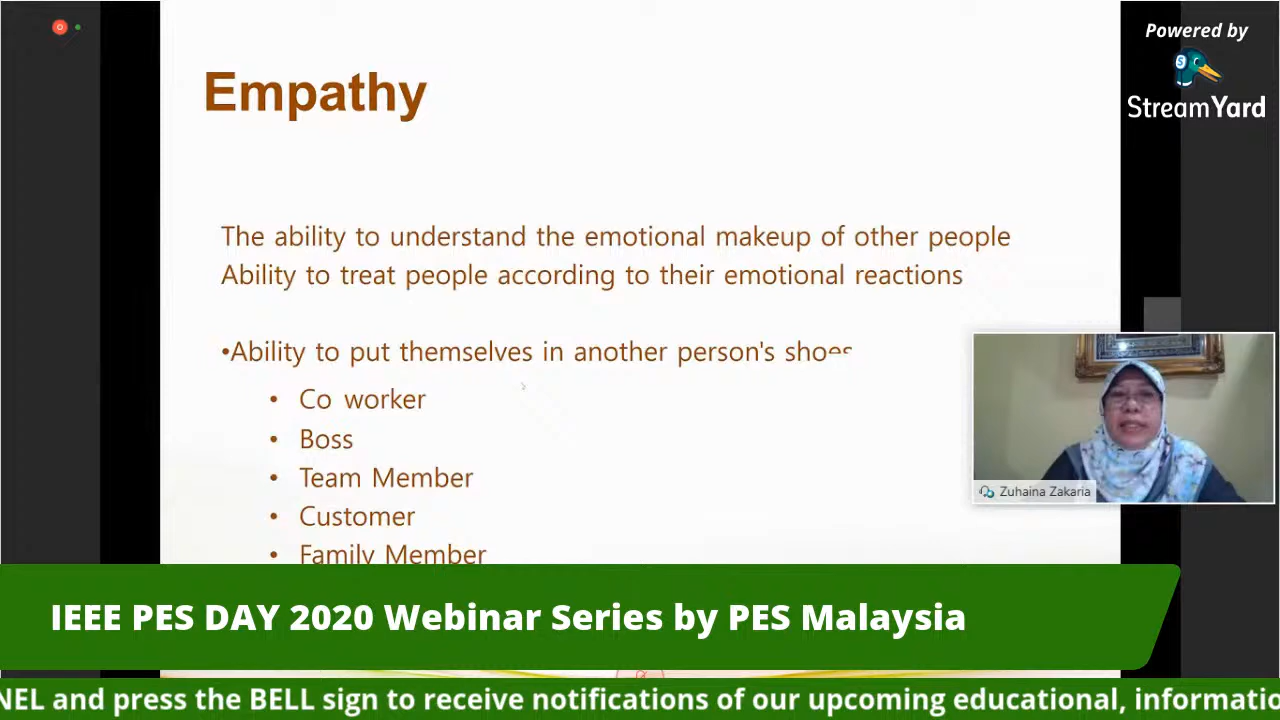 Powered by
StreamYard
Empathy
The ability to understand the emotional makeup of other people
Ability to treat people according to their emotional reactions
•Ability to put themselves in another person's shoes
• Co worker
• Boss
• Team Member
• Customer
• Family Member
Zuhaina Zakaria
IEEE PES DAY 2020 Webinar Series by PES Malaysia
NEL and press the BELL sign to receive notifications of our upcoming educational, informatio